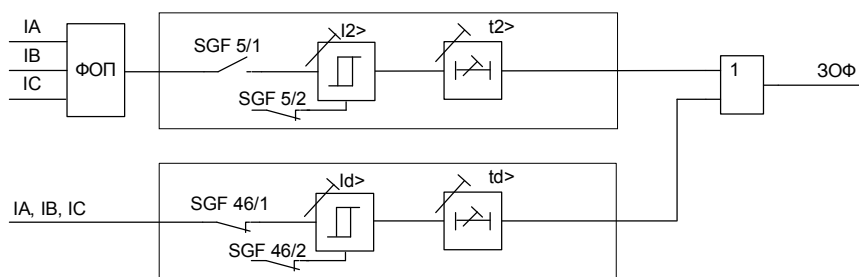 IA
IB
IC
ФОП
SGF 5/1
I2>
t2>
SGF 5/2
1
ЗОФ
IA, IB, IC
SGF 46/1
Id>
td>
SGF 46/2